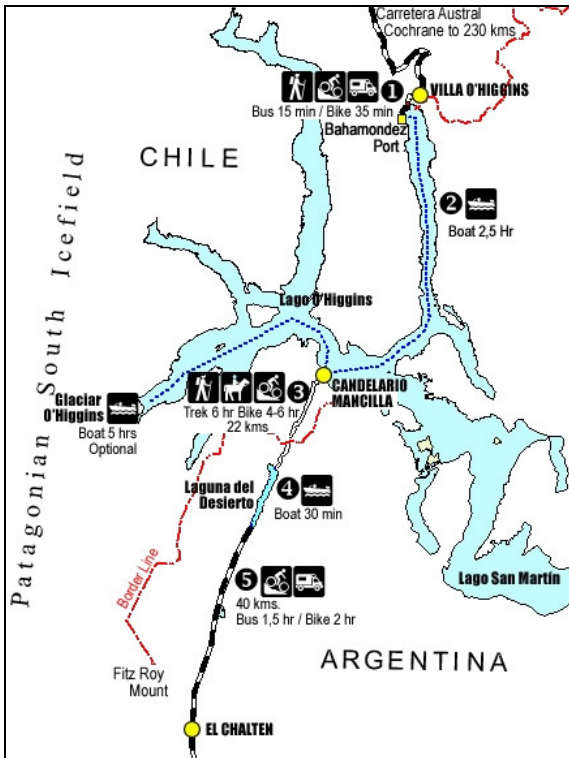 Carretera Austral
Cochrane to 230 kms
1
VILLA O'HIGGINS
Bus 15 min / Bike 35 min
Bahamondez
Port
CHILE
2
Boat 2,5 Hr
Patagonian South Icefield
Lago O'Higgins
3
CANDELARIO
MANCILLA
Glaciar
O'Higgins
Trek 6 hr Bike 4-6 hr
22 kms
Boat 5 hrs
Optional
Laguna del
Desierto
4
Boat 30 min
5
40 kms.
Bus 1,5 hr / Bike 2 hr
Lago San Martín
Border Line
ARGENTINA
Fitz Roy
Mount
EL CHALTEN